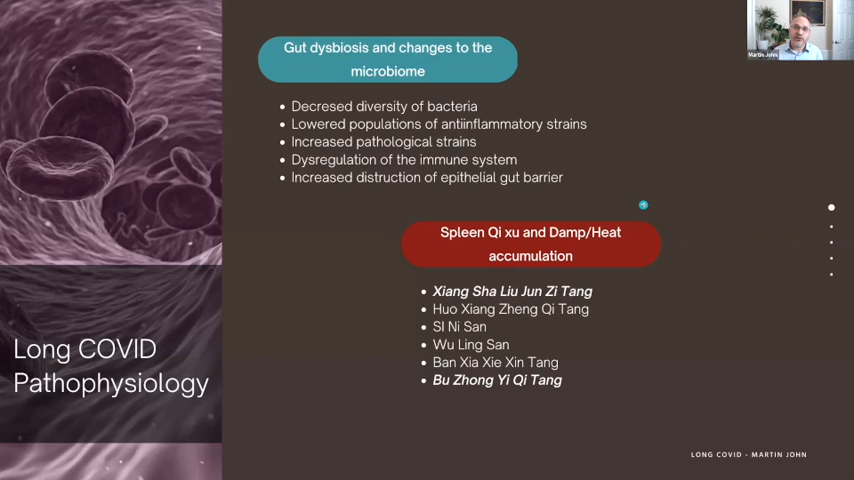 Gut dysbiosis and changes to the
microbiome
Martin John
Decresed diversity of bacteria
Lowered populations of antiinflammatory strains
Increased pathological strains
Dysregulation of the immune system
Increased distruction of epithelial gut barrier
Spleen Qi xu and Damp/Heat
accumulation
Xiang Sha Liu Jun Zi Tang
Huo Xiang Zheng Qi Tang
SI Ni San
Wu Ling San
Ban Xia Xie Xin Tang
Bu Zhong Yi Qi Tang
Long COVID
Pathophysiology
LONG COVID - MARTIN JOHN